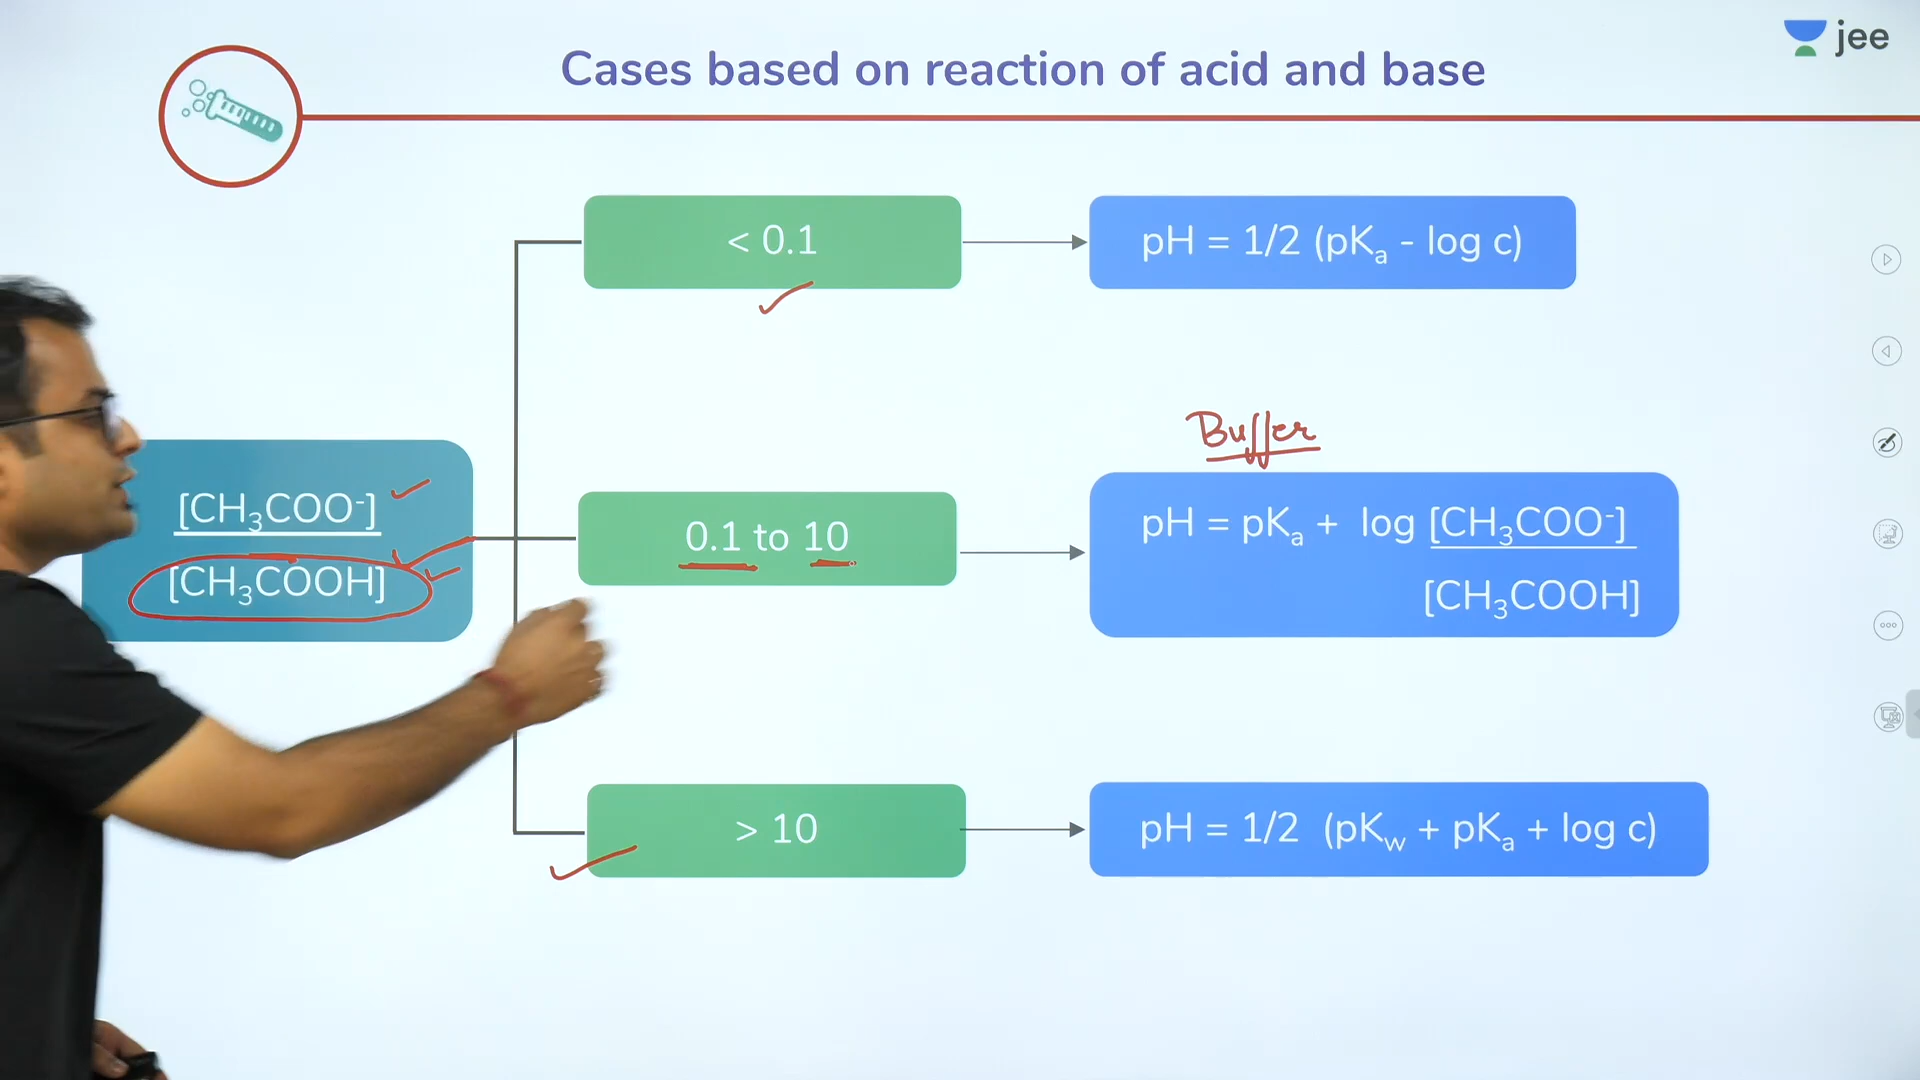 jee
Cases based on reaction of acid and base
< 0.1
pH = 1/2 (pKₐ - log c)
Buffer
[CH₃COO⁻]
[CH₃COOH]
0.1 to 10
pH = pKₐ + log [CH₃COO⁻]
[CH₃COOH]
> 10
pH = 1/2 (pK_w + pKₐ + log c)